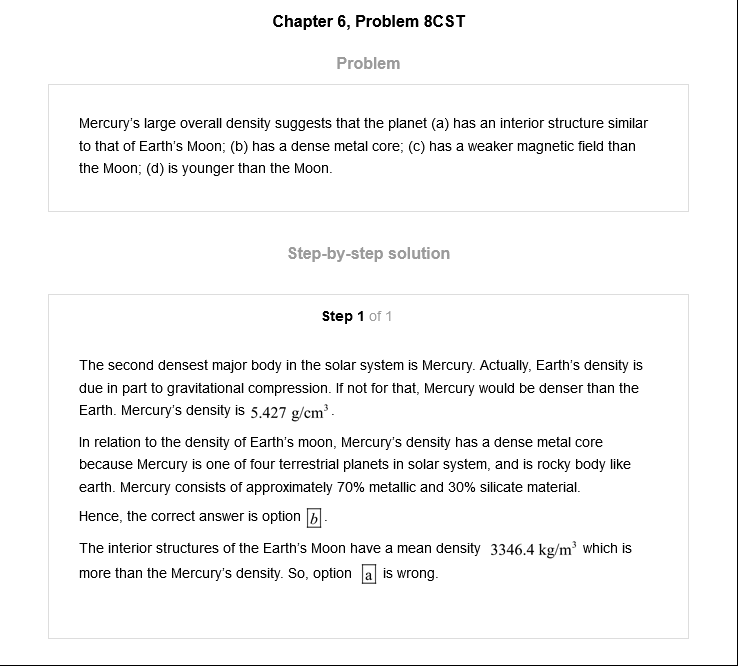 Chapter 6, Problem 8CST
Problem
Mercury's large overall density suggests that the planet (a) has an interior structure similar
to that of Earth's Moon; (b) has a dense metal core; (c) has a weaker magnetic field than
the Moon; (d) is younger than the Moon.
Step-by-step solution
Step 1 of 1
The second densest major body in the solar system is Mercury. Actually, Earth's density is
due in part to gravitational compression. If not for that, Mercury would be denser than the
Earth. Mercury's density is 5.427 g/cm³.
In relation to the density of Earth's moon, Mercury's density has a dense metal core
because Mercury is one of four terrestrial planets in solar system, and is rocky body like
earth. Mercury consists of approximately 70% metallic and 30% silicate material.
Hence, the correct answer is option b.
The interior structures of the Earth's Moon have a mean density 3346.4 kg/m³ which is
more than the Mercury's density. So, option a is wrong.